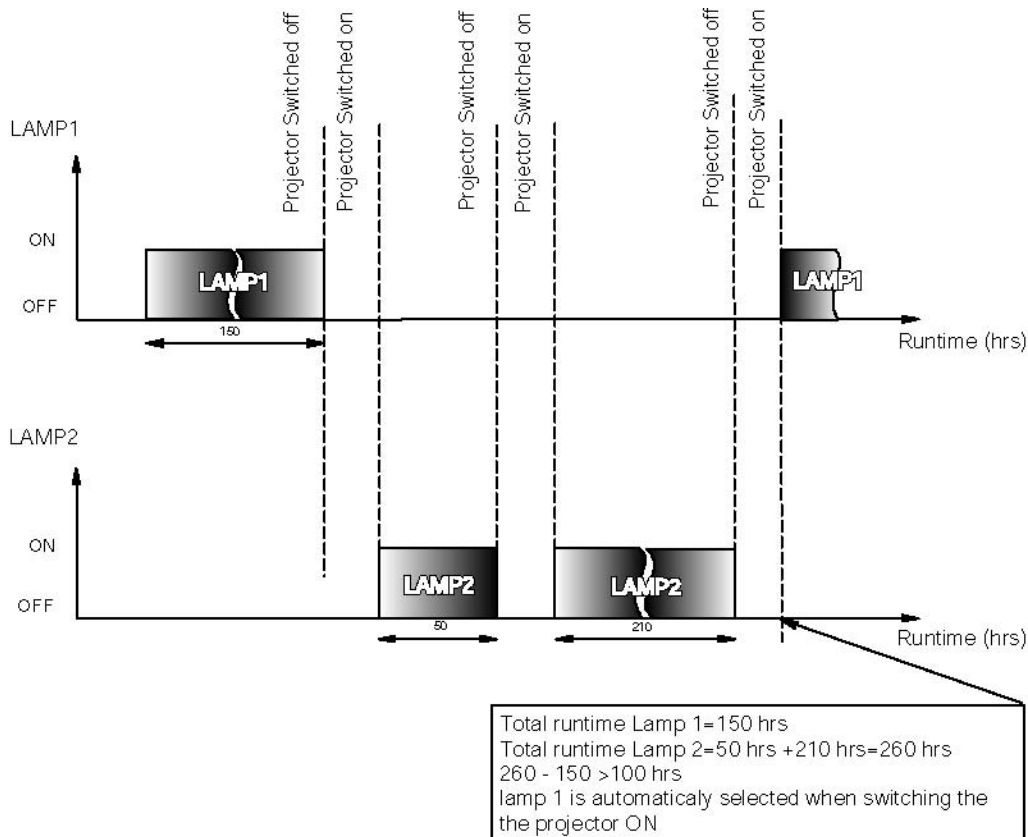 Projector Switched off
Projector Switched on
Projector Switched off
Projector Switched on
Projector Switched off
Projector Switched on
LAMP1
ON
OFF
LAMP1
LAMP1
150
Runtime (hrs)
LAMP2
ON
OFF
LAMP2
LAMP2
50
210
Runtime (hrs)
Total runtime Lamp 1=150 hrs
Total runtime Lamp 2=50 hrs +210 hrs=260 hrs
260 - 150 >100 hrs
lamp 1 is automaticaly selected when switching the
the projector ON